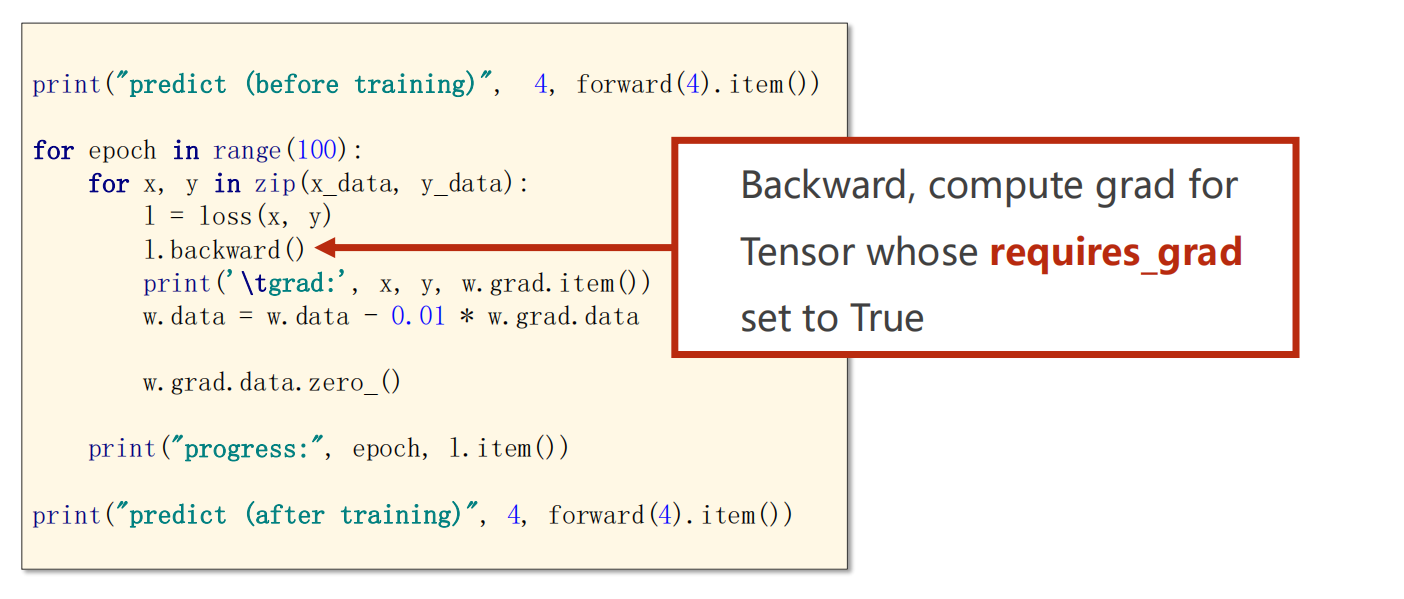 print("predict (before training)",  4, forward(4).item())
for epoch in range(100):
    for x, y in zip(x_data, y_data):
        l = loss(x, y)
        l.backward()
        print('\tgrad:', x, y, w.grad.item())
        w.data = w.data - 0.01 * w.grad.data
        w.grad.data.zero_()
    print("progress:", epoch, l.item())
print("predict (after training)", 4, forward(4).item())
Backward, compute grad for
Tensor whose requires_grad
set to True